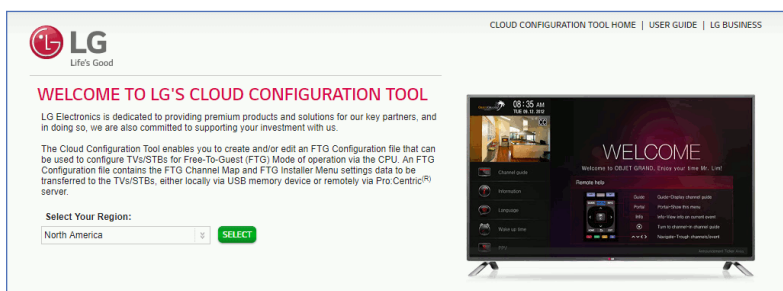 CLOUD CONFIGURATION TOOL HOME | USER GUIDE | LG BUSINESS
LG
Life's Good
WELCOME TO LG'S CLOUD CONFIGURATION TOOL
LG Electronics is dedicated to providing premium products and solutions for our key partners, and
in doing so, we are also committed to supporting your investment with us.
The Cloud Configuration Tool enables you to create and/or edit an FTG Configuration file that can
be used to configure TVs/STBs for Free-To-Guest (FTG) Mode of operation via the CPU. An FTG
Configuration file contains the FTG Channel Map and FTG Installer Menu settings data to be
transferred to the TVs/STBs, either locally via USB memory device or remotely via Pro:Centric(R)
server.
Select Your Region:
North America
SELECT
08:35 AM
TUE 06. 12. 2012
Channel guide
Information
Language
Wake up time
WELCOME
Welcome to OBJET GRAND, Enjoy your time Mr. Lim!
Remote help
Guide Guide-Display channel guide
Portal Portal-Show this menu
Info Info-View info on current event
Turn to channel in channel guide
Navigate-Trough channels/event